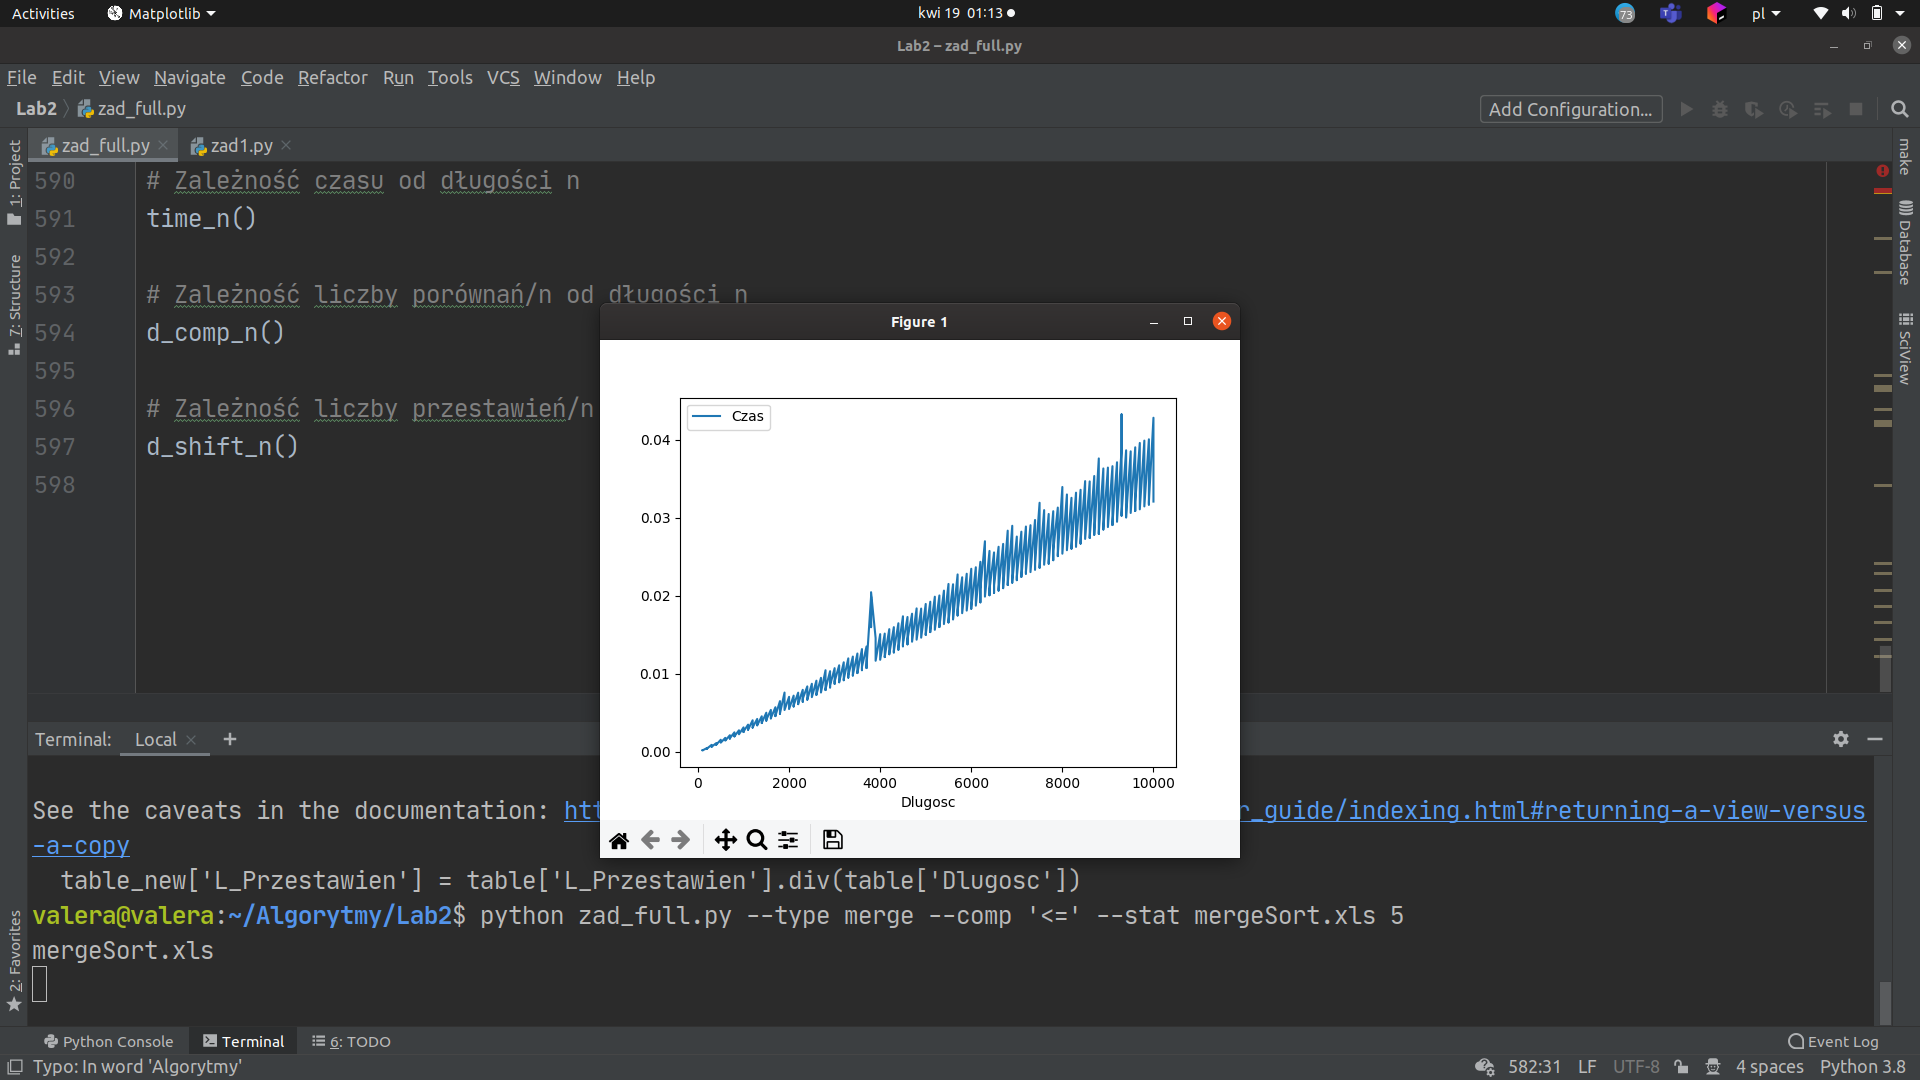 Activities Matplotlib kwi 19 01:13 73 pl
Lab2 – zad_full.py
File Edit View Navigate Code Refactor Run Tools VCS Window Help
Lab2 zad_full.py Add Configuration...
zad_full.py zad1.py
1: Project
7: Structure
2: Favorites
make
Database
SciView
590 # Zależność czasu od długości n
591 time_n()
592
593 # Zależność liczby porównań/n od długości n
594 d_comp_n()
595
596 # Zależność liczby przestawień/n
597 d_shift_n()
598
Figure 1
Czas
0.04
0.03
0.02
0.01
0.00
0 2000 4000 6000 8000 10000
Dlugosc
Terminal: Local +
See the caveats in the documentation: htt r_guide/indexing.html#returning-a-view-versus
-a-copy
table_new['L_Przestawien'] = table['L_Przestawien'].div(table['Dlugosc'])
valera@valera:~/Algorytmy/Lab2$ python zad_full.py --type merge --comp '<=' --stat mergeSort.xls 5
mergeSort.xls
Python Console Terminal 6: TODO Event Log
Typo: In word 'Algorytmy' 582:31 LF UTF-8 4 spaces Python 3.8